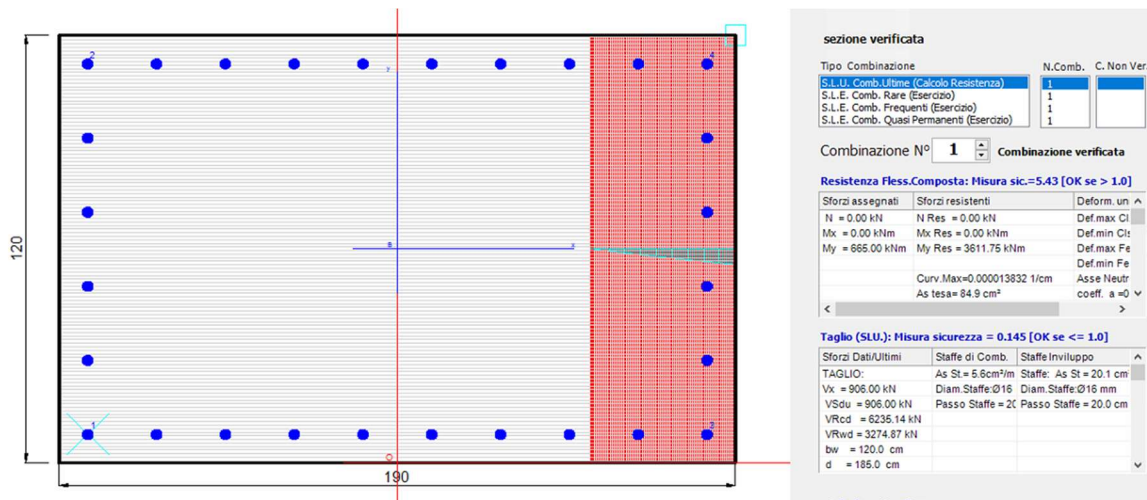 120
190
2
4
1
3
y
x
B
O
sezione verificata
Tipo Combinazione N.Comb. C. Non Ver.
S.L.U. Comb.Ultime (Calcolo Resistenza) 1
S.L.E. Comb. Rare (Esercizio) 1
S.L.E. Comb. Frequenti (Esercizio) 1
S.L.E. Comb. Quasi Permanenti (Esercizio) 1
Combinazione N° 1 Combinazione verificata
Resistenza Fless.Composta: Misura sic.=5.43 [OK se > 1.0]
Sforzi assegnati Sforzi resistenti Deform. un
N = 0.00 kN N Res = 0.00 kN Def.max Cl
Mx = 0.00 kNm Mx Res = 0.00 kNm Def.min Cls
My = 665.00 kNm My Res = 3611.75 kNm Def.max Fe
Def.min Fe
Curv.Max=0.000013832 1/cm Asse Neutr
As tesa= 84.9 cm² coeff. a =0
Taglio (SLU.): Misura sicurezza = 0.145 [OK se <= 1.0]
Sforzi Dati/Ultimi Staffe di Comb. Staffe Inviluppo
TAGLIO: As St.= 5.6cm²/m Staffe: As St = 20.1 cm
Vx = 906.00 kN Diam.Staffe:Ø16 Diam.Staffe:Ø16 mm
VSdu = 906.00 kN Passo Staffe = 20 Passo Staffe = 20.0 cm
VRcd = 6235.14 kN
VRwd = 3274.87 kN
bw = 120.0 cm
d = 185.0 cm